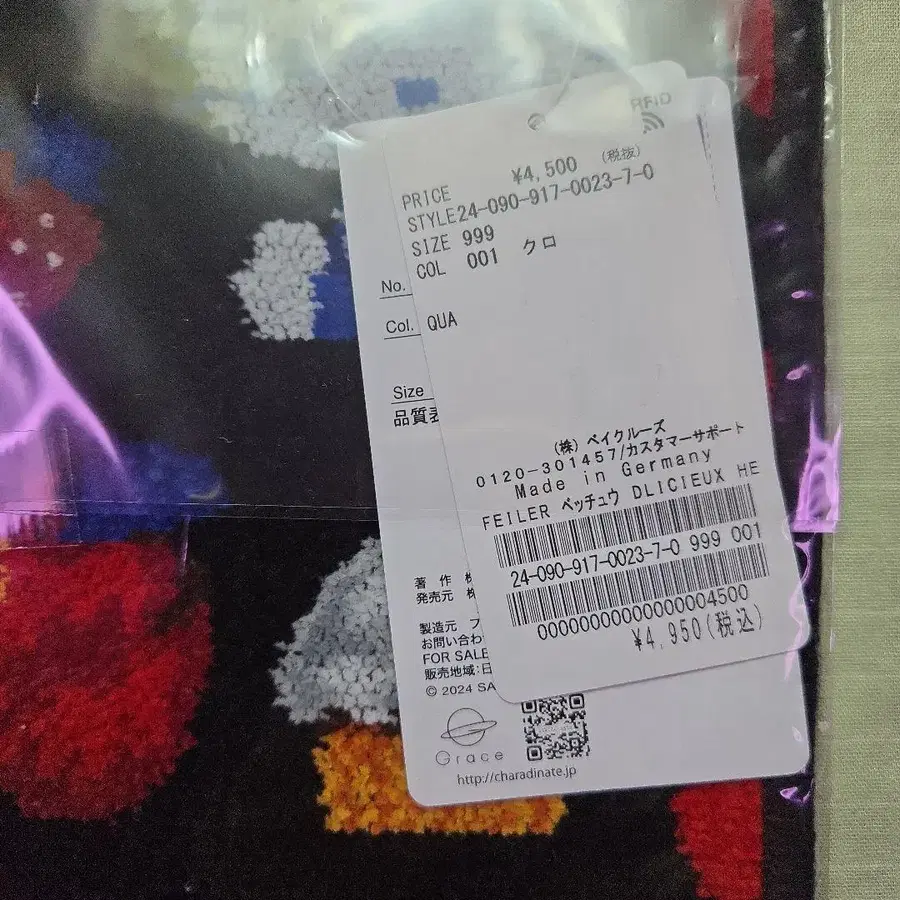 RFID
PRICE ¥4,500 (税抜)
STYLE24-090-917-0023-7-0
SIZE 999
COL 001 クロ
QUA
(株) ベイクルーズ
0120-301457/カスタマーサポート
Made in Germany
FEILER ベッチュウ DLICIEUX HE
24-090-917-0023-7-0 999 001
00000000000000004500
¥4,950(税込)
No.
Col.
Size
品質表
著 作
発売元
製造元 フ
お問い合わ
FOR SALE
販売地域:日
© 2024 SA
Grace
http://charadinate.jp